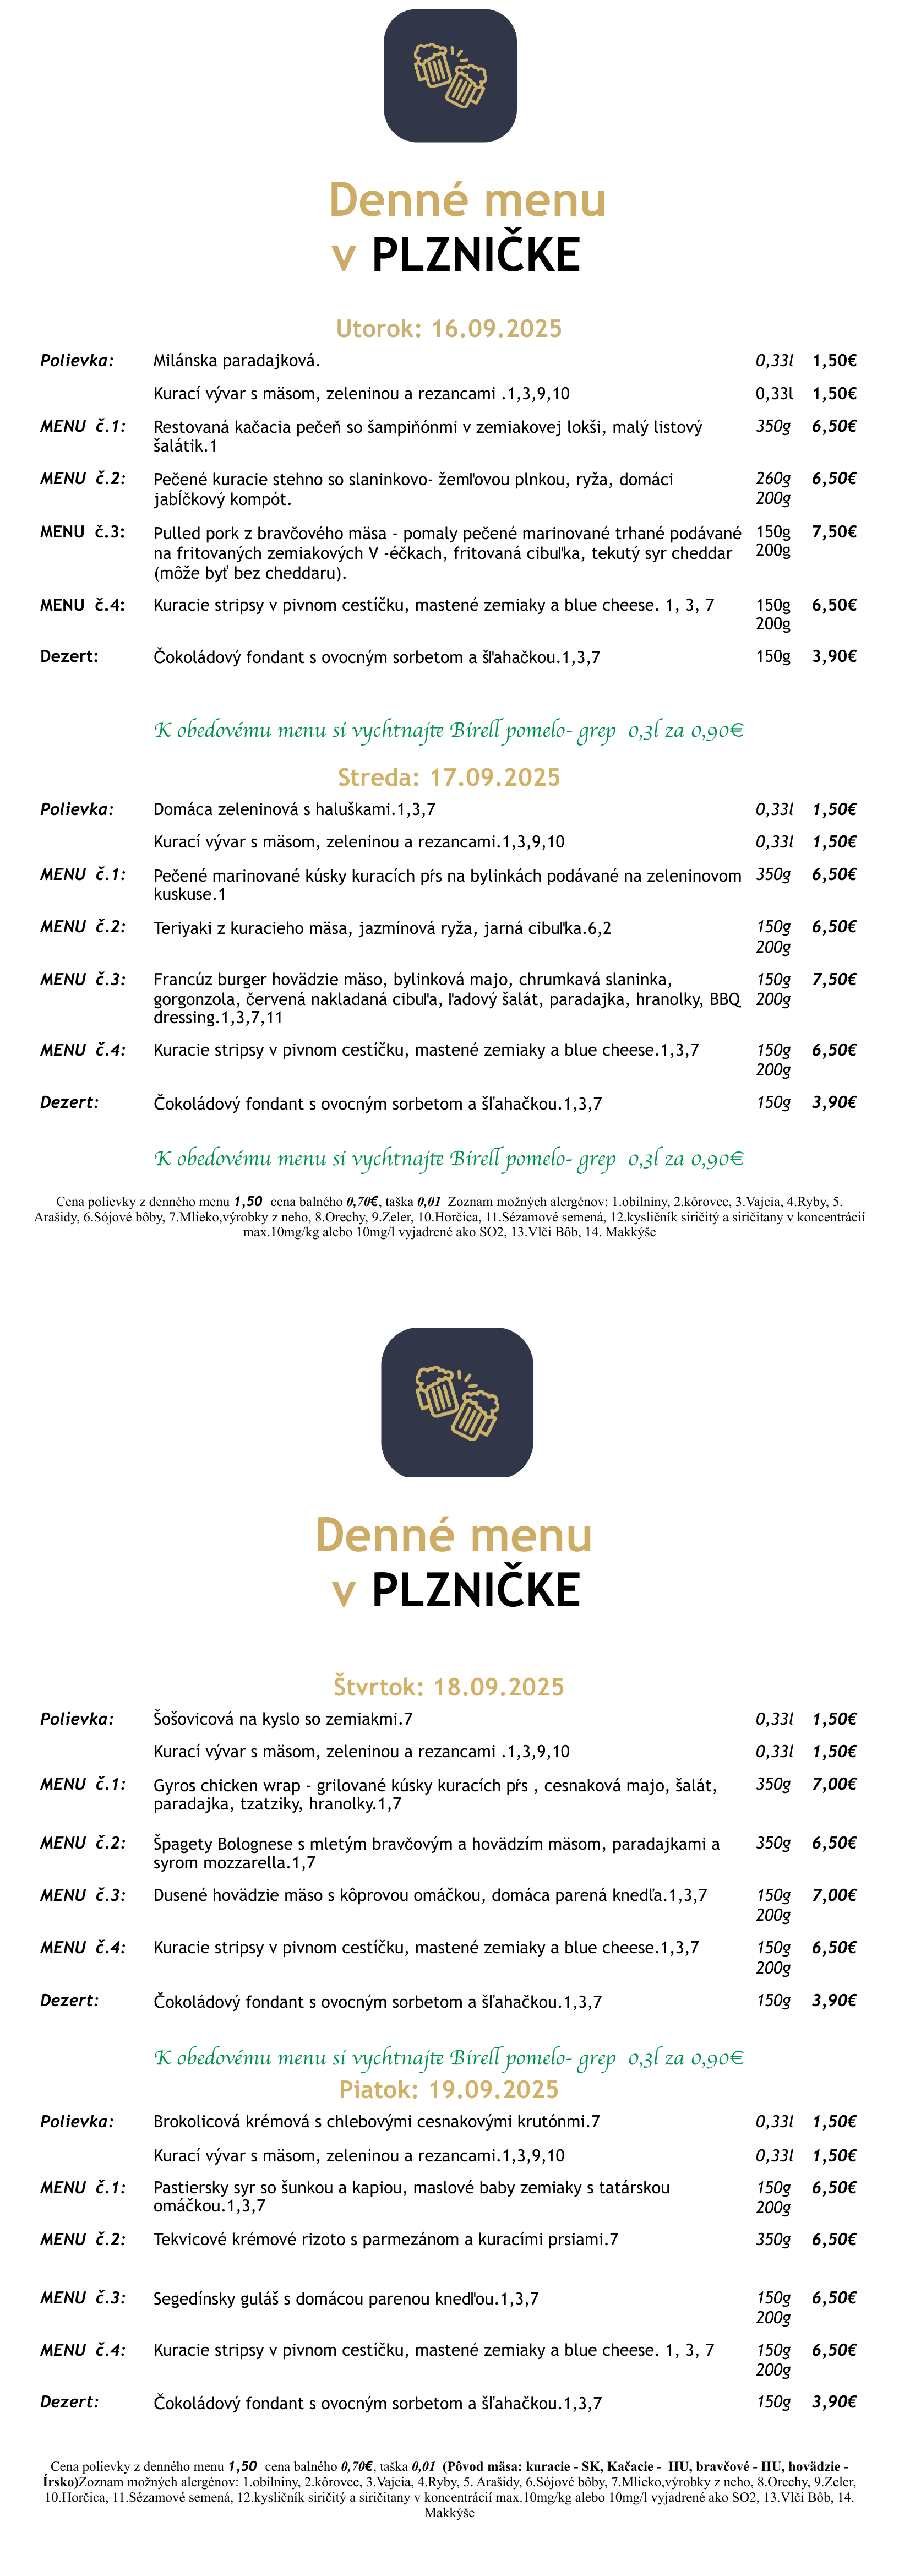 Denné menu
v PLZNIČKE
Utorok: 16.09.2025
Polievka: Milánska paradajková. 0,33l 1,50€
Kurací vývar s mäsom, zeleninou a rezancami .1,3,9,10 0,33l 1,50€
MENU č.1: Restovaná kačacia pečeň so šampiňónmi v zemiakovej lokši, malý listový 350g 6,50€
šalátik.1
MENU č.2: Pečené kuracie stehno so slaninkovo- žemľovou plnkou, ryža, domáci 260g 6,50€
jabĺčkový kompót. 200g
MENU č.3: Pulled pork z bravčového mäsa - pomaly pečené marinované trhané podávané 150g 7,50€
na fritovaných zemiakových V -éčkach, fritovaná cibuľka, tekutý syr cheddar 200g
(môže byť bez cheddaru).
MENU č.4: Kuracie stripsy v pivnom cestíčku, mastené zemiaky a blue cheese. 1, 3, 7 150g 6,50€
200g
Dezert: Čokoládový fondant s ovocným sorbetom a šľahačkou.1,3,7 150g 3,90€
K obedovému menu si vychtnajte Birell pomelo- grep 0,3l za 0,90€
Streda: 17.09.2025
Polievka: Domáca zeleninová s haluškami.1,3,7 0,33l 1,50€
Kurací vývar s mäsom, zeleninou a rezancami.1,3,9,10 0,33l 1,50€
MENU č.1: Pečené marinované kúsky kuracích pŕs na bylinkách podávané na zeleninovom 350g 6,50€
kuskuse.1
MENU č.2: Teriyaki z kuracieho mäsa, jazmínová ryža, jarná cibuľka.6,2 150g 6,50€
200g
MENU č.3: Francúz burger hovädzie mäso, bylinková majo, chrumkavá slaninka, 150g 7,50€
gorgonzola, červená nakladaná cibuľa, ľadový šalát, paradajka, hranolky, BBQ 200g
dressing.1,3,7,11
MENU č.4: Kuracie stripsy v pivnom cestíčku, mastené zemiaky a blue cheese.1,3,7 150g 6,50€
200g
Dezert: Čokoládový fondant s ovocným sorbetom a šľahačkou.1,3,7 150g 3,90€
K obedovému menu si vychtnajte Birell pomelo- grep 0,3l za 0,90€
Cena polievky z denného menu 1,50 cena balného 0,70€, taška 0,01 Zoznam možných alergénov: 1.obilniny, 2.kôrovce, 3.Vajcia, 4.Ryby, 5.
Arašidy, 6.Sójové bôby, 7.Mlieko,výrobky z neho, 8.Orechy, 9.Zeler, 10.Horčica, 11.Sézamové semená, 12.kysličník siričitý a siričitany v koncentrácií
max.10mg/kg alebo 10mg/l vyjadrené ako SO2, 13.Vlči Bôb, 14. Makkýše
Denné menu
v PLZNIČKE
Štvrtok: 18.09.2025
Polievka: Šošovicová na kyslo so zemiakmi.7 0,33l 1,50€
Kurací vývar s mäsom, zeleninou a rezancami .1,3,9,10 0,33l 1,50€
MENU č.1: Gyros chicken wrap - grilované kúsky kuracích pŕs , cesnaková majo, šalát, 350g 7,00€
paradajka, tzatziky, hranolky.1,7
MENU č.2: Špagety Bolognese s mletým bravčovým a hovädzím mäsom, paradajkami a 350g 6,50€
syrom mozzarella.1,7
MENU č.3: Dusené hovädzie mäso s kôprovou omáčkou, domáca parená knedľa.1,3,7 150g 7,00€
200g
MENU č.4: Kuracie stripsy v pivnom cestíčku, mastené zemiaky a blue cheese.1,3,7 150g 6,50€
200g
Dezert: Čokoládový fondant s ovocným sorbetom a šľahačkou.1,3,7 150g 3,90€
K obedovému menu si vychtnajte Birell pomelo- grep 0,3l za 0,90€
Piatok: 19.09.2025
Polievka: Brokolicová krémová s chlebovými cesnakovými krutónmi.7 0,33l 1,50€
Kurací vývar s mäsom, zeleninou a rezancami.1,3,9,10 0,33l 1,50€
MENU č.1: Pastiersky syr so šunkou a kapiou, maslové baby zemiaky s tatárskou 150g 6,50€
omáčkou.1,3,7 200g
MENU č.2: Tekvicové krémové rizoto s parmezánom a kuracími prsiami.7 350g 6,50€
MENU č.3: Segedínsky guláš s domácou parenou knedľou.1,3,7 150g 6,50€
200g
MENU č.4: Kuracie stripsy v pivnom cestíčku, mastené zemiaky a blue cheese. 1, 3, 7 150g 6,50€
200g
Dezert: Čokoládový fondant s ovocným sorbetom a šľahačkou.1,3,7 150g 3,90€
Cena polievky z denného menu 1,50 cena balného 0,70€, taška 0,01 (Pôvod mäsa: kuracie - SK, Kačacie - HU, bravčové - HU, hovädzie -
Írsko)Zoznam možných alergénov: 1.obilniny, 2.kôrovce, 3.Vajcia, 4.Ryby, 5. Arašidy, 6.Sójové bôby, 7.Mlieko,výrobky z neho, 8.Orechy, 9.Zeler,
10.Horčica, 11.Sézamové semená, 12.kysličník siričitý a siričitany v koncentrácií max.10mg/kg alebo 10mg/l vyjadrené ako SO2, 13.Vlči Bôb, 14.
Makkýše